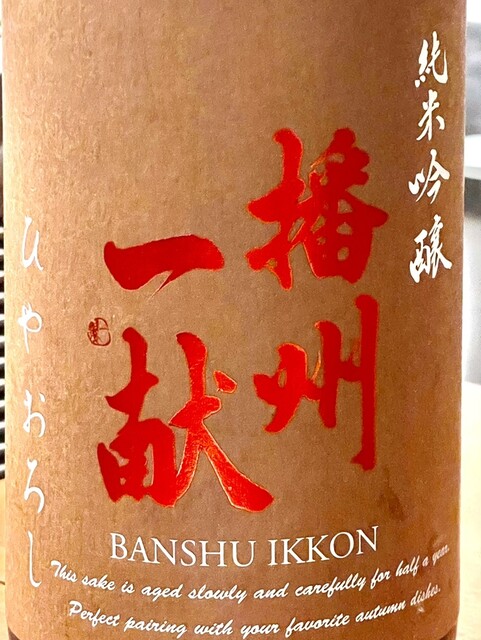 純米吟醸
播州
一献
ひやおろし
BANSHU IKKON
This sake is aged slowly and carefully for half a year.
Perfect pairing with your favorite autumn dishes.